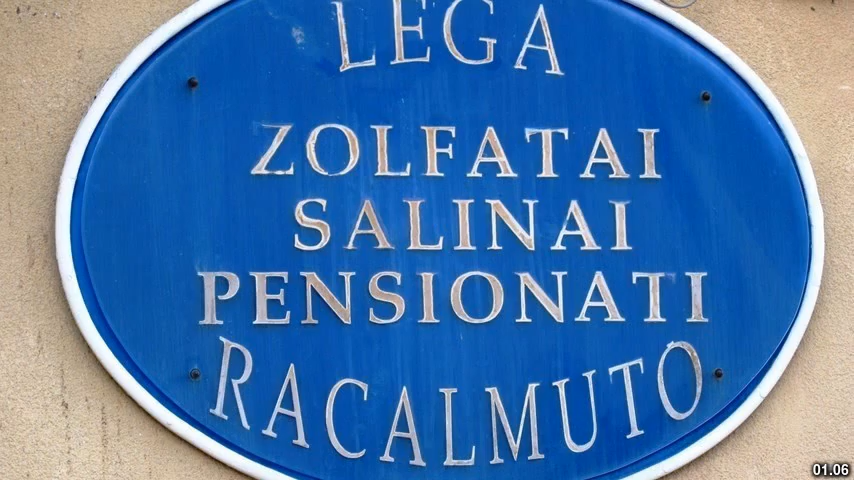 LEGA
ZOLFATAI
SALINAI
PENSIONATI
RACALMUTO
01.06